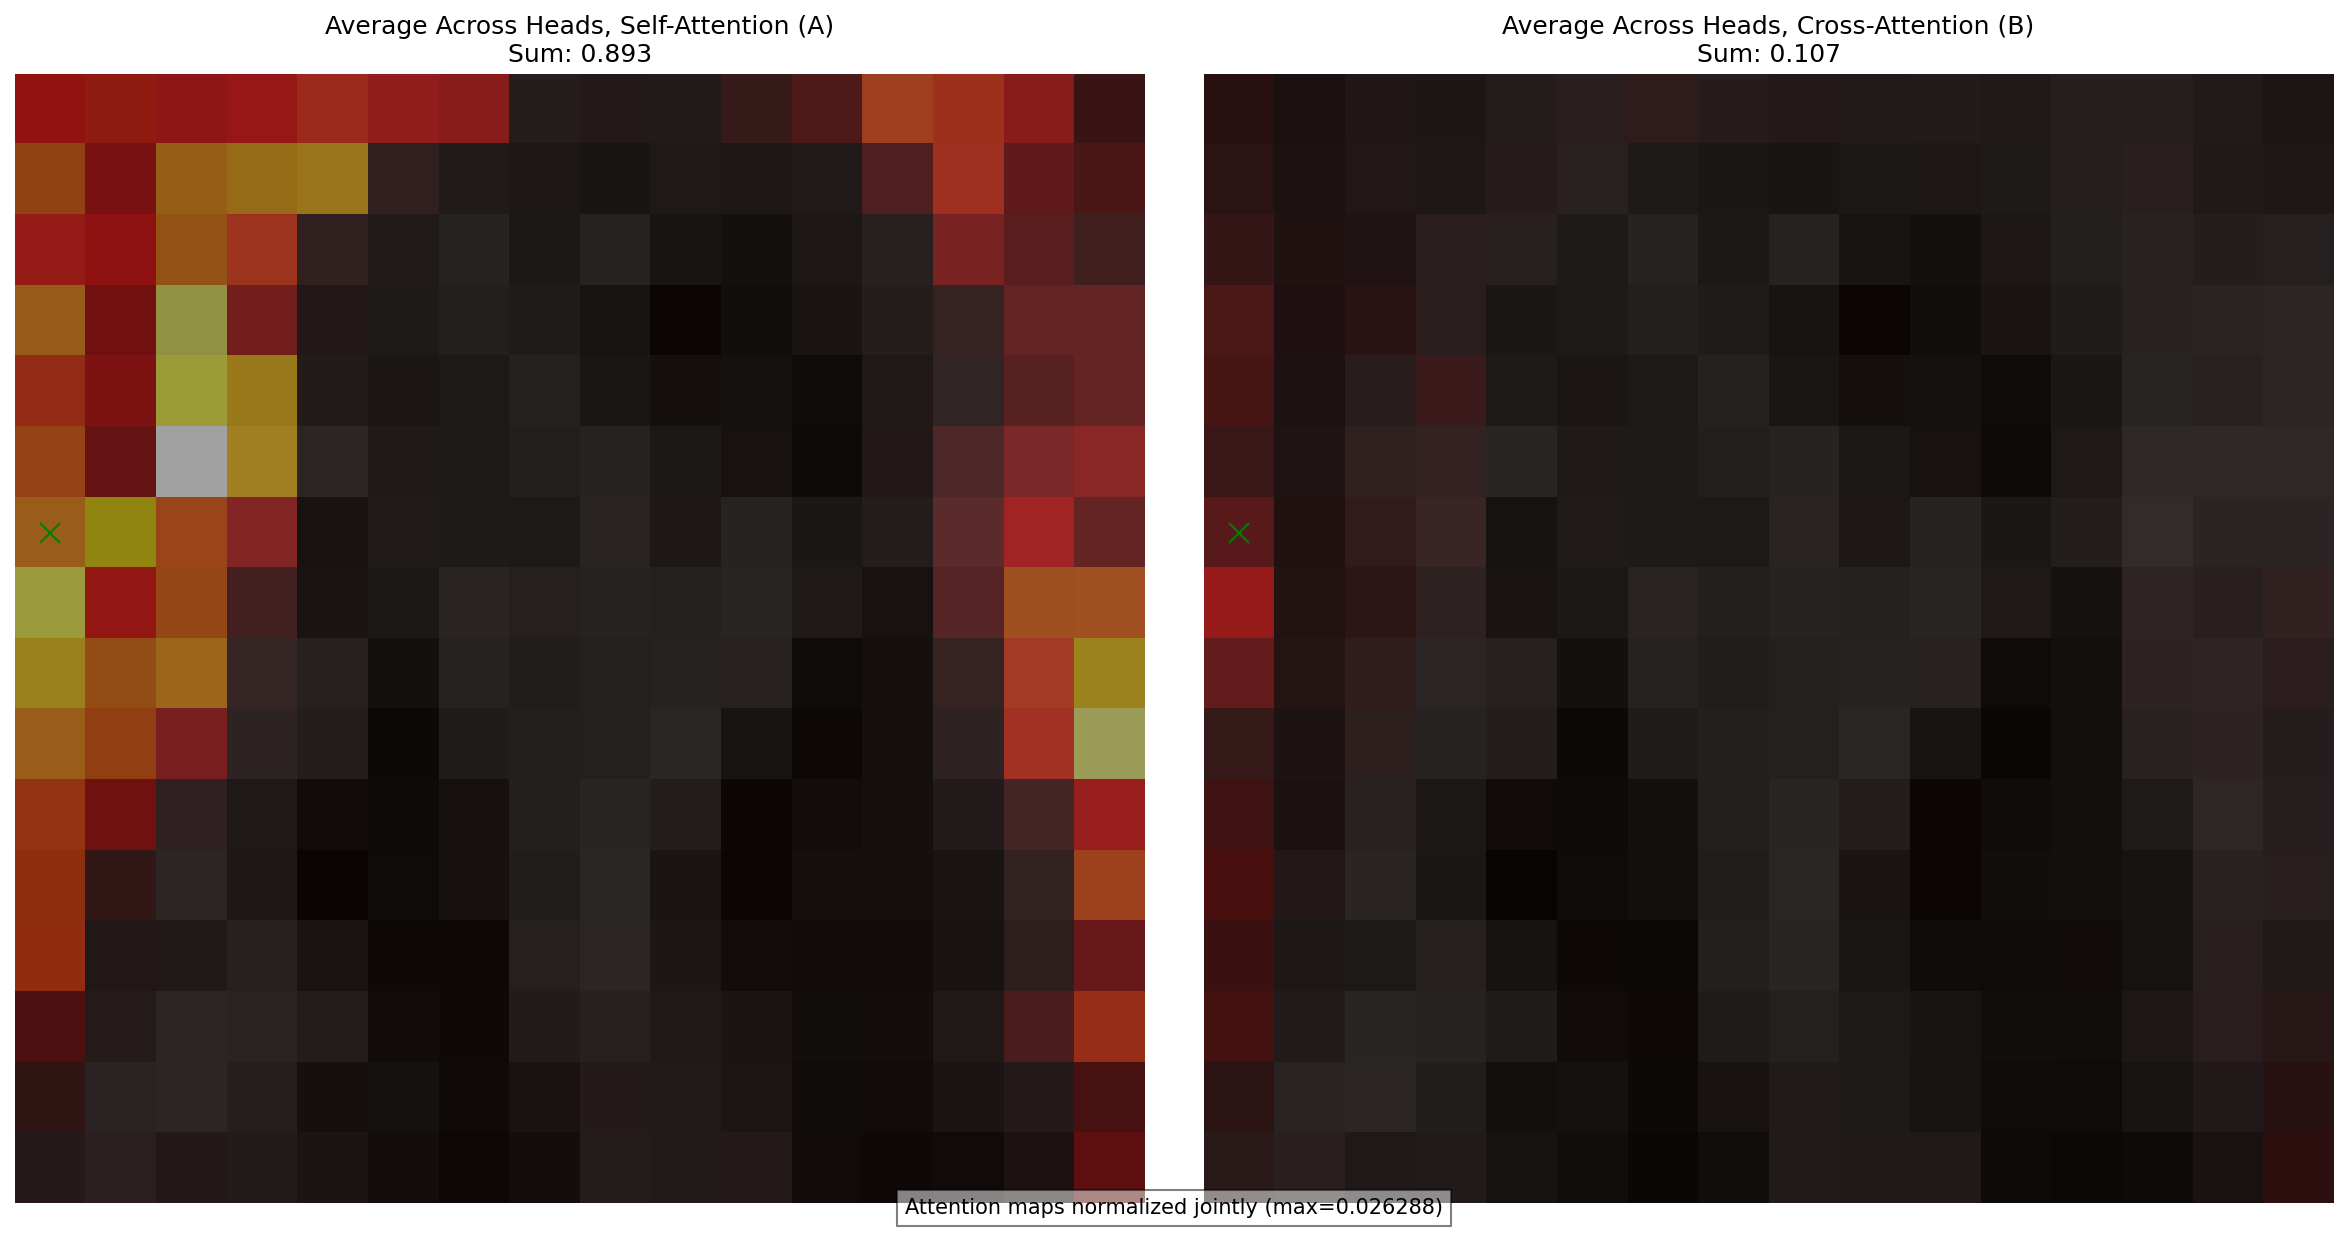 Average Across Heads, Self-Attention (A)
Sum: 0.893
Average Across Heads, Cross-Attention (B)
Sum: 0.107
Attention maps normalized jointly (max=0.026288)